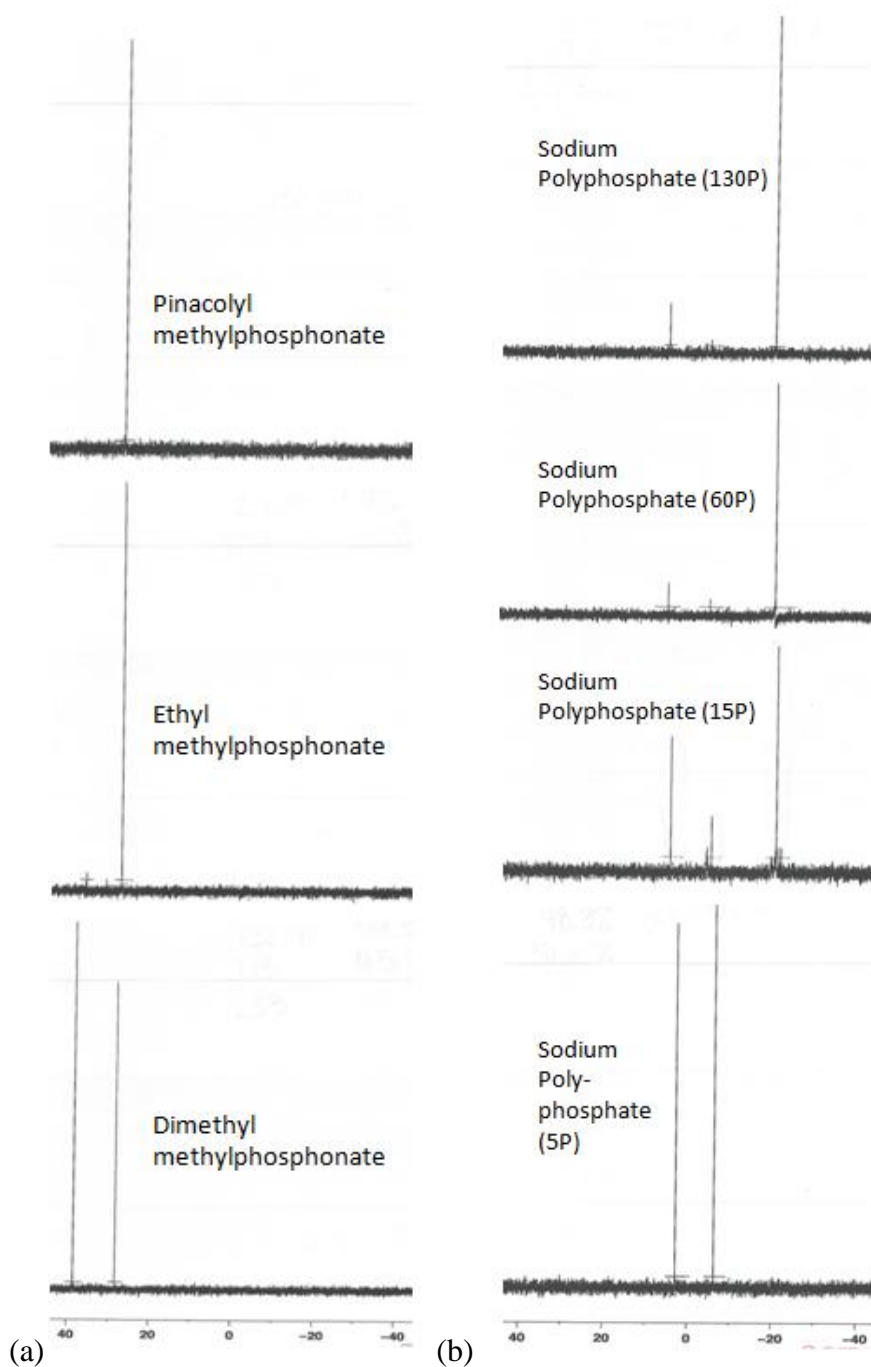 Pinacolyl
methylphosphonate
Ethyl
methylphosphonate
Dimethyl
methylphosphonate
40 20 0 −20 −40
(a)
Sodium
Polyphosphate (130P)
Sodium
Polyphosphate (60P)
Sodium
Polyphosphate (15P)
Sodium
Poly-
phosphate
(5P)
40 20 0 −20 −40
(b)